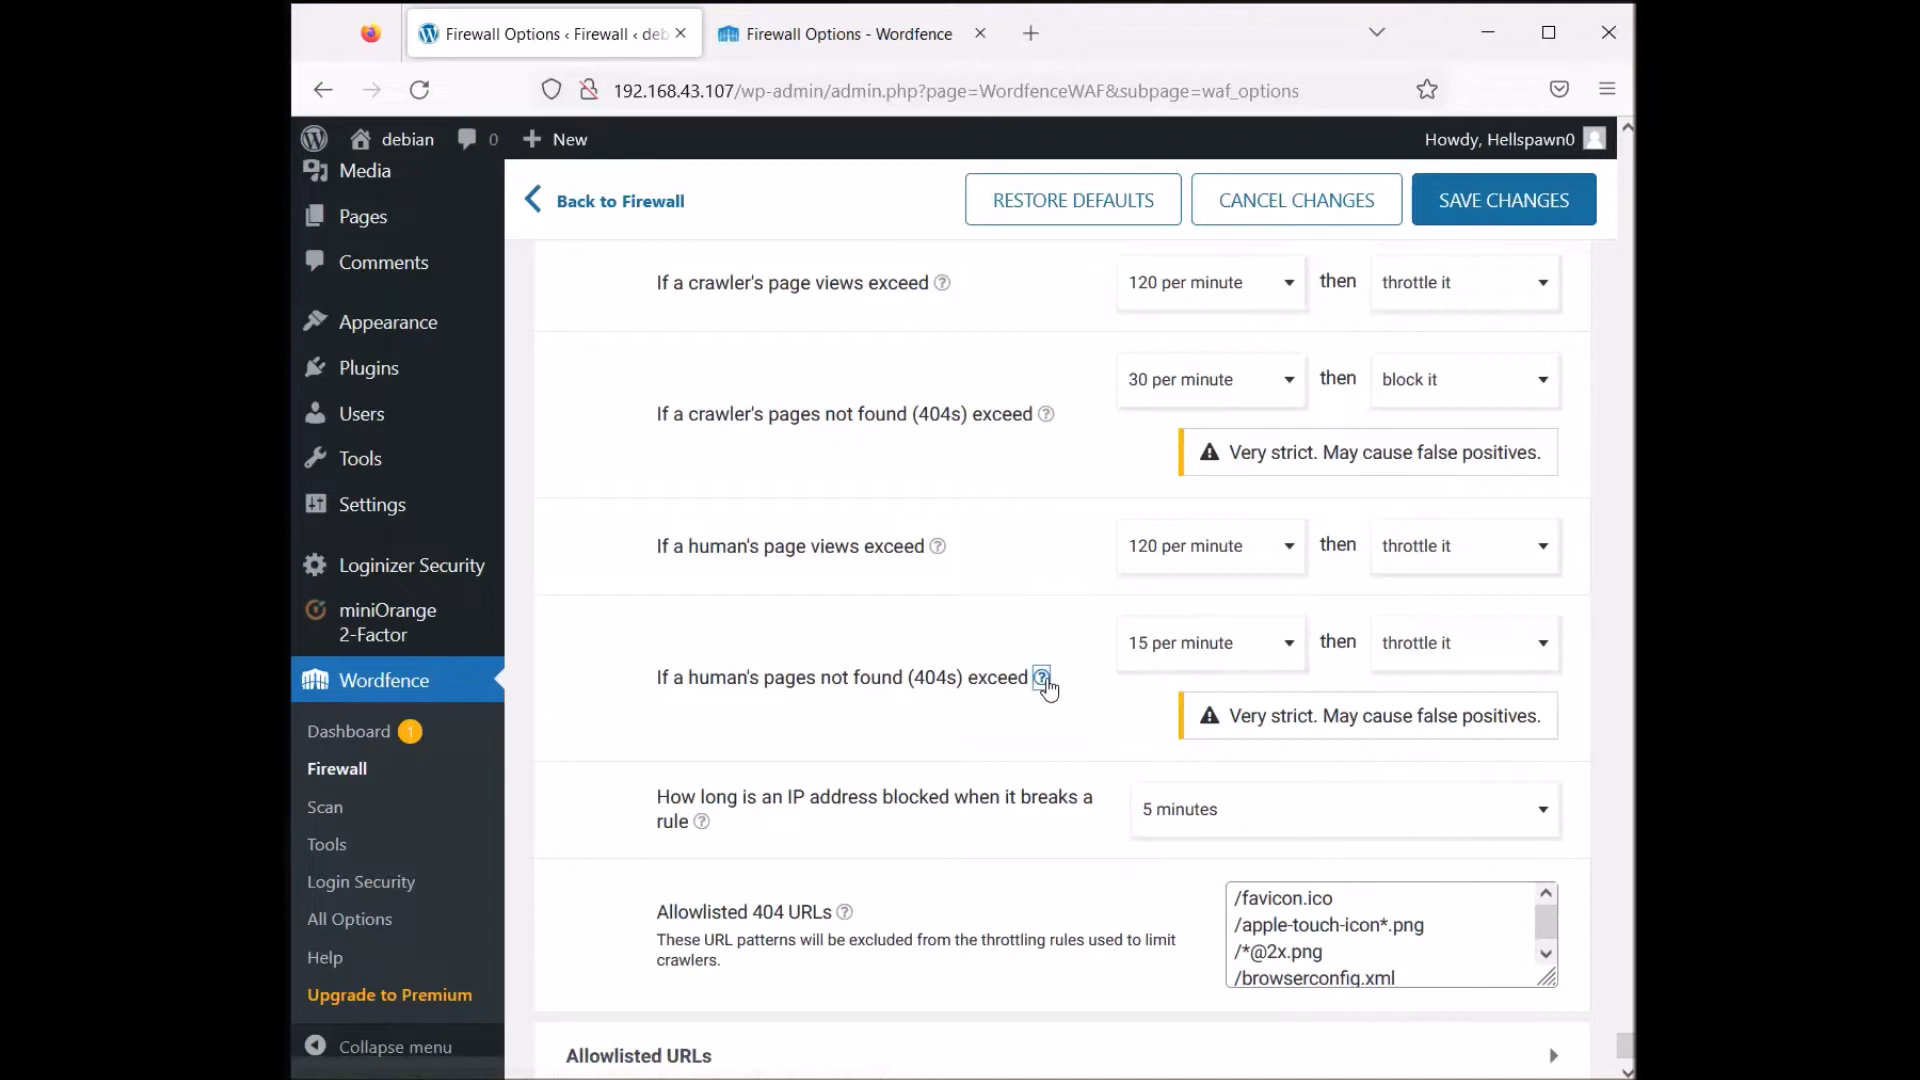 Firewall Options ‹ Firewall ‹ deb
Firewall Options - Wordfence
192.168.43.107/wp-admin/admin.php?page=WordfenceWAF&subpage=waf_options
debian
0
New
Howdy, Hellspawn0
Media
Pages
Comments
Appearance
Plugins
Users
Tools
Settings
Loginizer Security
miniOrange
2-Factor
Wordfence
Dashboard 1
Firewall
Scan
Tools
Login Security
All Options
Help
Upgrade to Premium
Collapse menu
Back to Firewall
RESTORE DEFAULTS
CANCEL CHANGES
SAVE CHANGES
If a crawler's page views exceed
120 per minute then throttle it
If a crawler's pages not found (404s) exceed
30 per minute then block it
Very strict. May cause false positives.
If a human's page views exceed
120 per minute then throttle it
If a human's pages not found (404s) exceed
15 per minute then throttle it
Very strict. May cause false positives.
How long is an IP address blocked when it breaks a
rule
5 minutes
Allowlisted 404 URLs
These URL patterns will be excluded from the throttling rules used to limit
crawlers.
/favicon.ico
/apple-touch-icon*.png
/*@2x.png
/browserconfig.xml
Allowlisted URLs